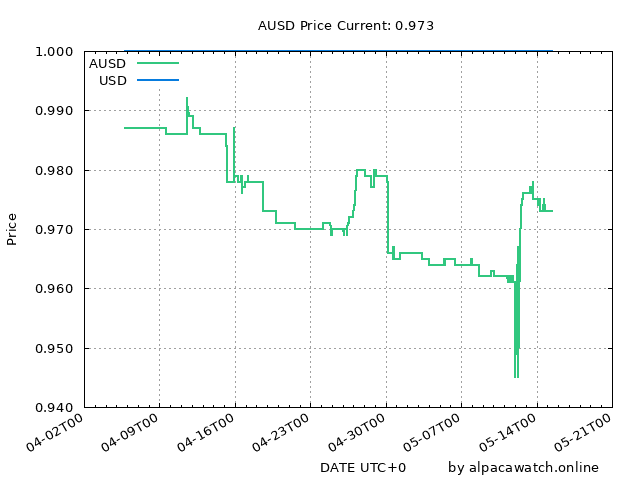 AUSD Price Current: 0.973
1.000
0.990
0.980
0.970
0.960
0.950
0.940
Price
AUSD
USD
04-02T00
04-09T00
04-16T00
04-23T00
04-30T00
05-07T00
05-14T00
05-21T00
DATE UTC+0
by alpacawatch.online